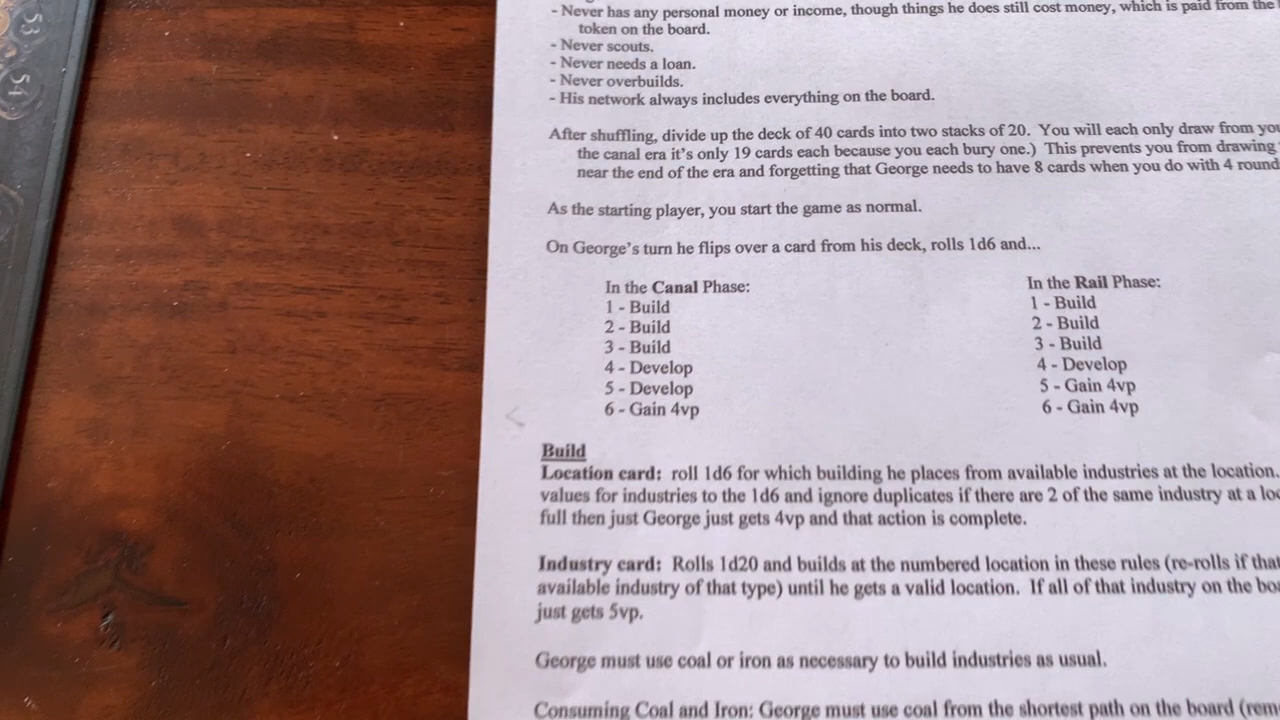 53
54
- Never has any personal money or income, though things he does still cost money, which is paid from the
token on the board.
- Never scouts.
- Never needs a loan.
- Never overbuilds.
- His network always includes everything on the board.
After shuffling, divide up the deck of 40 cards into two stacks of 20. You will each only draw from
the canal era it's only 19 cards each because you each bury one.) This prevents you from drawing
near the end of the era and forgetting that George needs to have 8 cards when you do with 4
As the starting player, you start the game as normal.
On George's turn he flips over a card from his deck, rolls 1d6 and...
In the Canal Phase:
1 - Build
2 - Build
3 - Build
4 - Develop
5 - Develop
6 - Gain 4vp
In the Rail Phase:
1 - Build
2 - Build
3 - Build
4 - Develop
5 - Gain 4vp
6 - Gain 4vp
Build
Location card: roll 1d6 for which building he places from available industries at the location.
values for industries to the 1d6 and ignore duplicates if there are 2 of the same industry at a
full then just George just gets 4vp and that action is complete.
Industry card: Rolls 1d20 and builds at the numbered location in these rules (re-rolls if
available industry of that type) until he gets a valid location. If all of that industry on the
just gets 5vp.
George must use coal or iron as necessary to build industries as usual.
Consuming Coal and Iron: George must use coal from the shortest path on the board